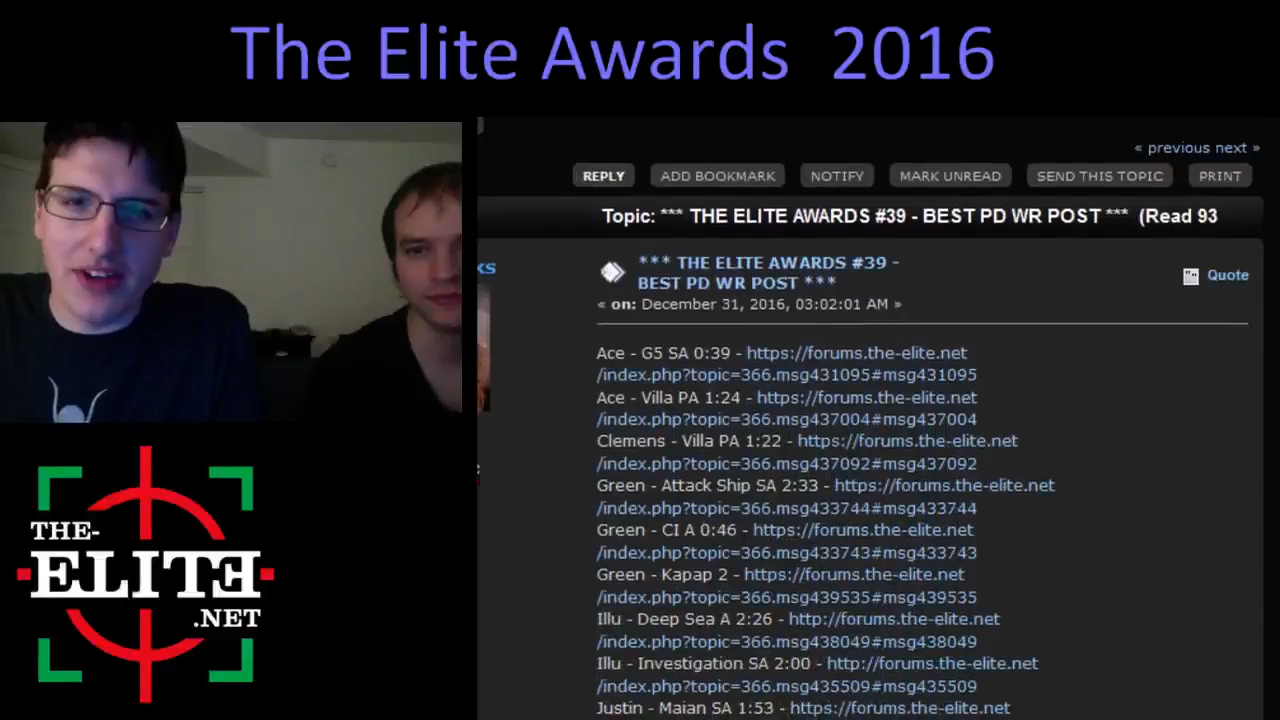 The Elite Awards 2016
« previous next »
REPLY ADD BOOKMARK NOTIFY MARK UNREAD SEND THIS TOPIC PRINT
Topic: *** THE ELITE AWARDS #39 - BEST PD WR POST *** (Read 93
*** THE ELITE AWARDS #39 -
BEST PD WR POST ***
Quote
« on: December 31, 2016, 03:02:01 AM »
Ace - G5 SA 0:39 - https://forums.the-elite.net
/index.php?topic=366.msg431095#msg431095
Ace - Villa PA 1:24 - https://forums.the-elite.net
/index.php?topic=366.msg437004#msg437004
Clemens - Villa PA 1:22 - https://forums.the-elite.net
/index.php?topic=366.msg437092#msg437092
Green - Attack Ship SA 2:33 - https://forums.the-elite.net
/index.php?topic=366.msg433744#msg433744
Green - CI A 0:46 - https://forums.the-elite.net
/index.php?topic=366.msg433743#msg433743
Green - Kapap 2 - https://forums.the-elite.net
/index.php?topic=366.msg439535#msg439535
Illu - Deep Sea A 2:26 - http://forums.the-elite.net
/index.php?topic=366.msg438049#msg438049
Illu - Investigation SA 2:00 - http://forums.the-elite.net
/index.php?topic=366.msg435509#msg435509
Justin - Maian SA 1:53 - https://forums.the-elite.net
THE-
ELITE
.NET